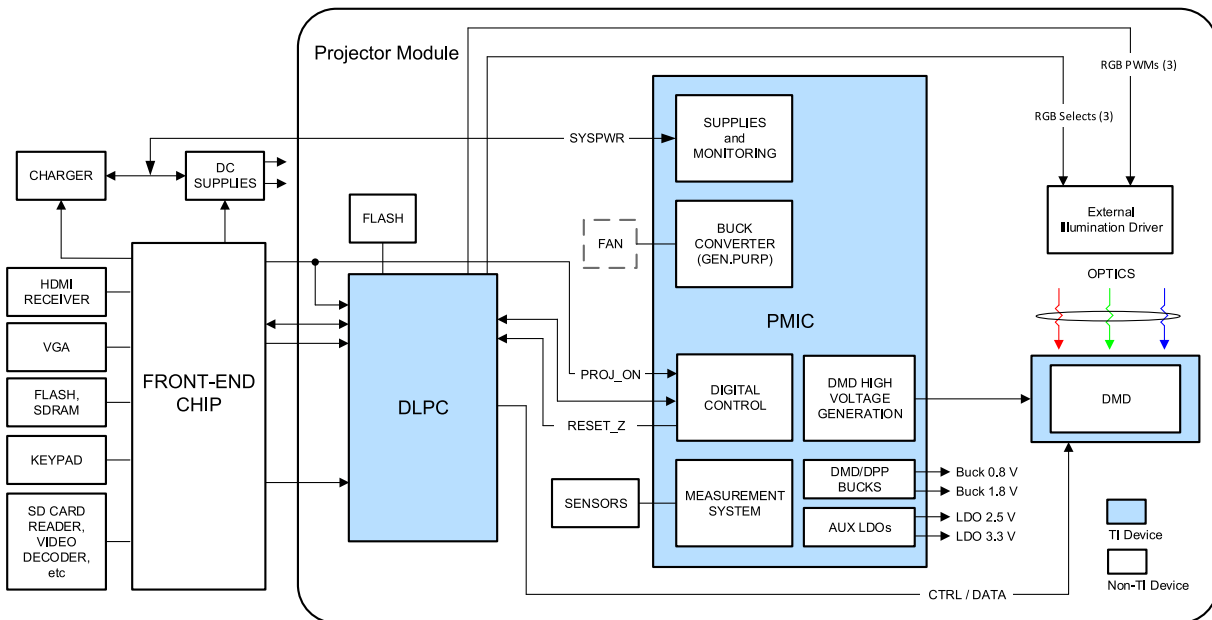 Projector Module
RGB PWMs (3)
RGB Selects (3)
SYSPWR
SUPPLIES
and
MONITORING
CHARGER
DC
SUPPLIES
FLASH
FAN
BUCK
CONVERTER
(GEN.PURP)
External
Illumination Driver
OPTICS
HDMI
RECEIVER
VGA
FLASH,
SDRAM
KEYPAD
SD CARD
READER,
VIDEO
DECODER,
etc
FRONT-END
CHIP
DLPC
PMIC
PROJ_ON
RESET_Z
DIGITAL
CONTROL
DMD HIGH
VOLTAGE
GENERATION
DMD
SENSORS
MEASUREMENT
SYSTEM
DMD/DPP
BUCKS
Buck 0.8 V
Buck 1.8 V
AUX LDOs
LDO 2.5 V
LDO 3.3 V
CTRL / DATA
TI Device
Non-TI Device